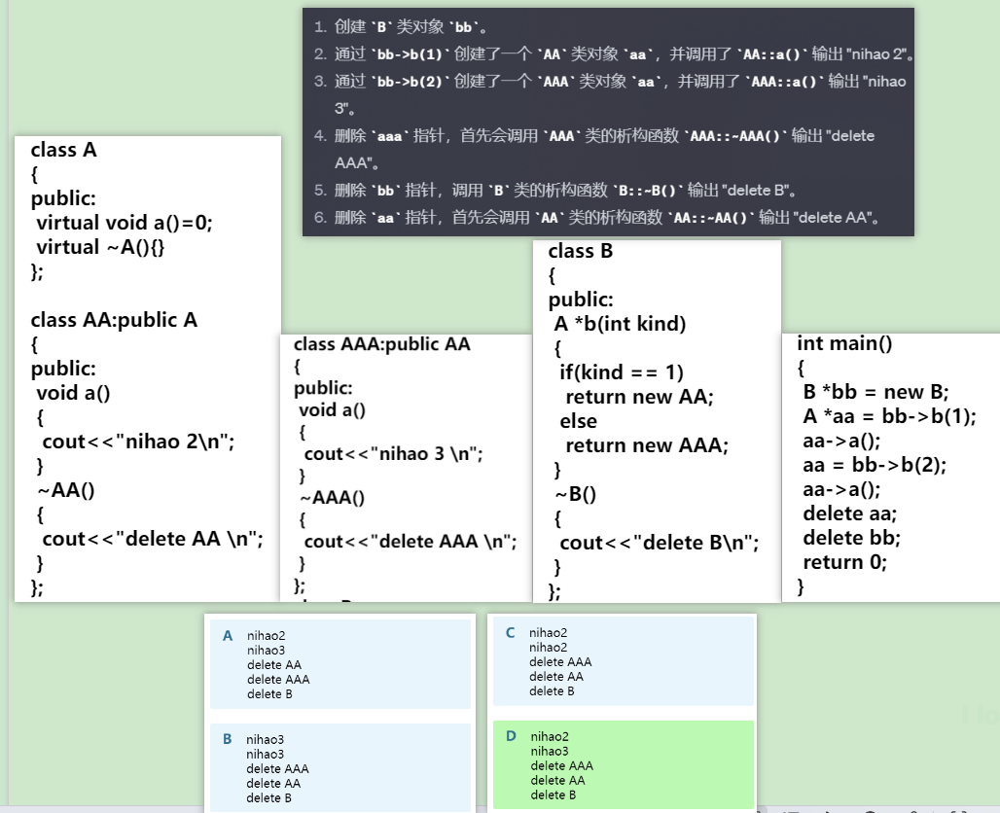 1. 创建 `B` 类对象 `bb`。
2. 通过 `bb->b(1)` 创建了一个 `AA` 类对象 `aa`，并调用了 `AA::a()` 输出 "nihao 2"。
3. 通过 `bb->b(2)` 创建了一个 `AAA` 类对象 `aa`，并调用了 `AAA::a()` 输出 "nihao
3"。
4. 删除 `aaa` 指针，首先会调用 `AAA` 类的析构函数 `AAA::~AAA()` 输出 "delete
AAA"。
5. 删除 `bb` 指针，调用 `B` 类的析构函数 `B::~B()` 输出 "delete B"。
6. 删除 `aa` 指针，首先会调用 `AA` 类的析构函数 `AA::~AA()` 输出 "delete AA"。
class A
{
public:
virtual void a()=0;
virtual ~A(){}
};
class AA:public A
{
public:
void a()
{
cout<<"nihao 2\n";
}
~AA()
{
cout<<"delete AA \n";
}
};
class AAA:public AA
{
public:
void a()
{
cout<<"nihao 3 \n";
}
~AAA()
{
cout<<"delete AAA \n";
}
};
class B
{
public:
A *b(int kind)
{
if(kind == 1)
return new AA;
else
return new AAA;
}
~B()
{
cout<<"delete B\n";
}
};
int main()
{
B *bb = new B;
A *aa = bb->b(1);
aa->a();
aa = bb->b(2);
aa->a();
delete aa;
delete bb;
return 0;
}
A nihao2
nihao3
delete AA
delete AAA
delete B
B nihao3
nihao3
delete AAA
delete AA
delete B
C nihao2
nihao2
delete AAA
delete AA
delete B
D nihao2
nihao3
delete AAA
delete AA
delete B